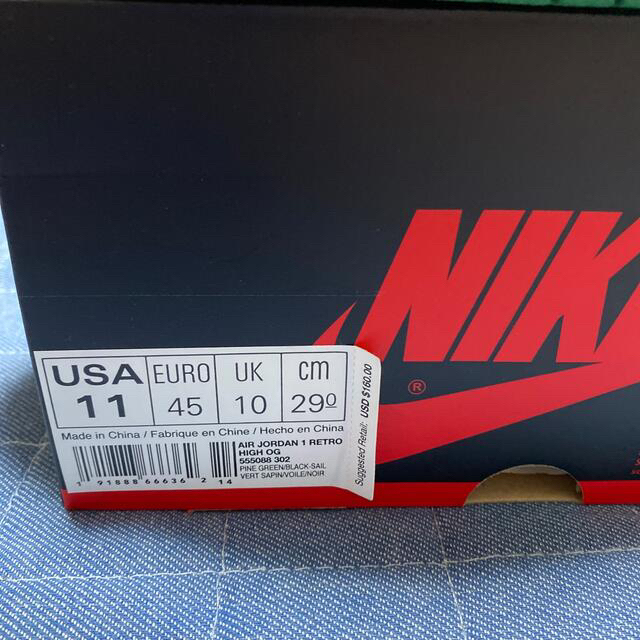 NIK
®
USA EURO UK cm
11 45 10 29º
Made in China / Fabrique en Chine / Hecho en China
AIR JORDAN 1 RETRO
HIGH OG
555088 302
PINE GREEN/BLACK-SAIL
VERT SAPIN/VOILE/NOIR
1 91888 66636 2 14
Suggested Retail: USD $160.00